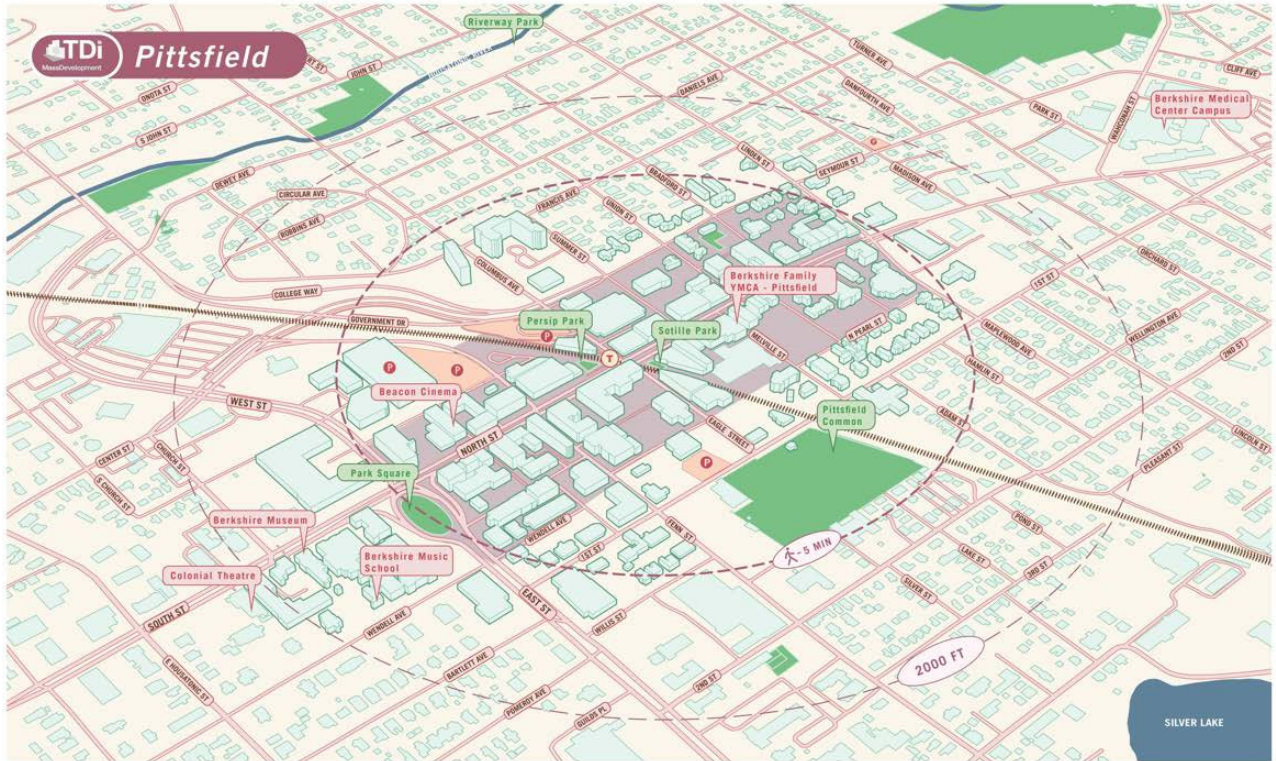 TDi
MassDevelopment
Pittsfield
Riverway Park
HOUSATONIC RIVER
JOHN ST.
ONOTA ST
S JOHN ST.
DEWEY AVE
CIRCULAR AVE
ROBBINS AVE
TURNER AVE
DANIELS AVE
DANFOURTH AVE
PARK ST.
WAHCONAH ST
CLIFF AVE
Berkshire Medical
Center Campus
G
LINDEN ST
SEYMOUR ST
MADISON AVE
BRADFORD ST
FRANCIS AVE
UNION ST
SUMMER ST
COLUMBUS AVE
COLLEGE WAY
GOVERNMENT DR
Berkshire Family
YMCA - Pittsfield
Persip Park
Sotille Park
P
T
P
P
MELVILLE ST
N PEARL ST
1ST ST
ORCHARD ST
MAPLEWOOD AVE
WELLINGTON AVE
2ND ST
HAMLIN ST
ADAM ST
LINCOLN ST
PLEASANT ST
Beacon Cinema
WEST ST
NORTH ST
EAGLE STREET
Pittsfield
Common
P
CENTER ST
CHURCH ST
S CHURCH ST
Park Square
Berkshire Museum
Berkshire Music
School
Colonial Theatre
WENDELL AVE
1ST ST
FENN ST
5 MIN
POND ST
LAKE ST
3RD ST
SILVER ST
SOUTH ST
WENDELL AVE
EAST ST
WILLIS ST
E HOUSATONIC ST
BARTLETT AVE
POMEROY AVE
GUILDS PL
2ND ST
2000 FT
SILVER LAKE